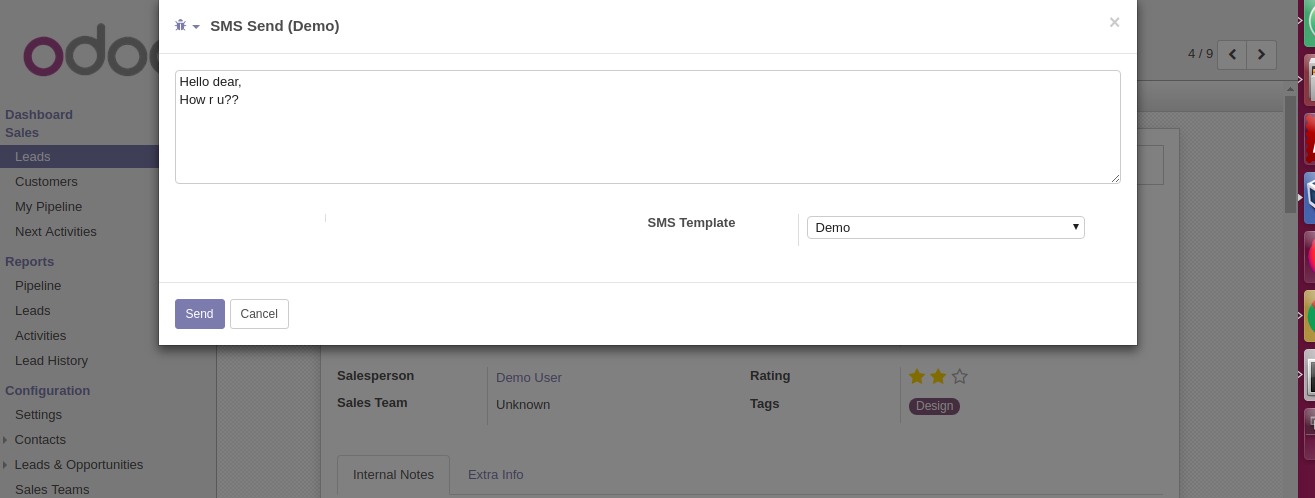 SMS Send (Demo)
×
odoo
4 / 9
Hello dear,
How r u??
SMS Template
Demo
Send
Cancel
Dashboard
Sales
Leads
Customers
My Pipeline
Next Activities
Reports
Pipeline
Leads
Activities
Lead History
Configuration
Settings
Contacts
Leads & Opportunities
Sales Teams
Salesperson
Demo User
Rating
Sales Team
Unknown
Tags
Design
Internal Notes
Extra Info